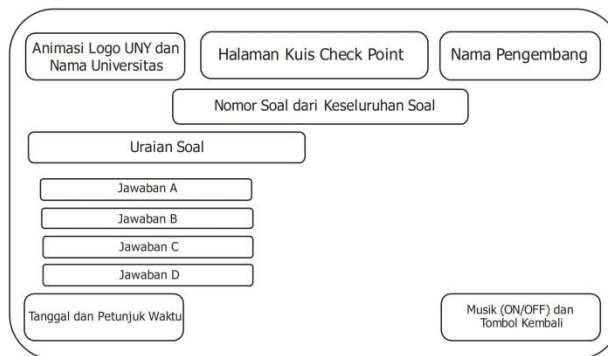 Animasi Logo UNY dan
Nama Universitas
Halaman Kuis Check Point
Nama Pengembang
Nomor Soal dari Keseluruhan Soal
Uraian Soal
Jawaban A
Jawaban B
Jawaban C
Jawaban D
Tanggal dan Petunjuk Waktu
Musik (ON/OFF) dan
Tombol Kembali